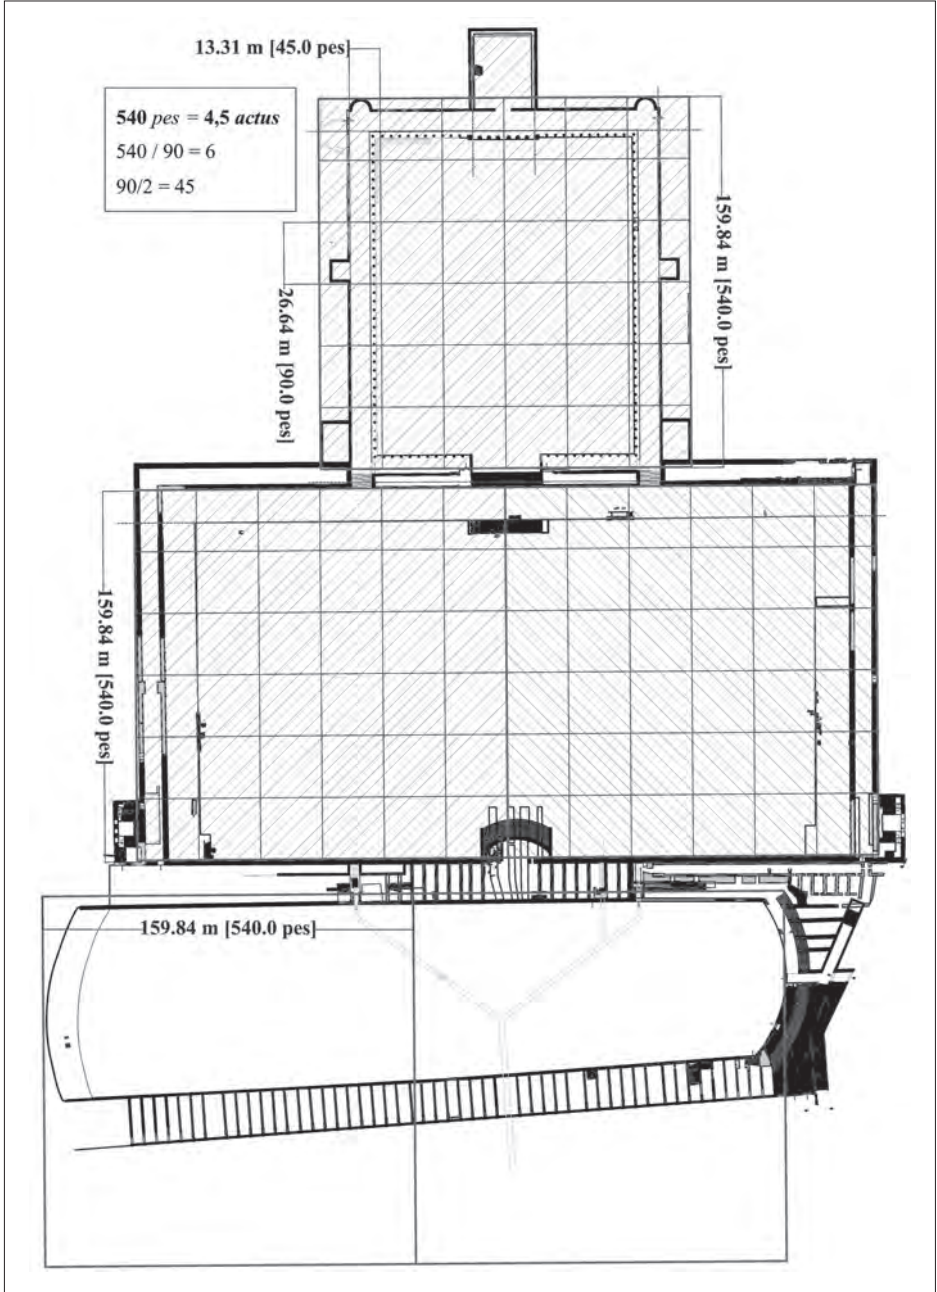 13.31 m [45.0 pes]
540 pes = 4,5 actus
540 / 90 = 6
90/2 = 45
159.84 m [540.0 pes]
26.64 m [90.0 pes]
159.84 m [540.0 pes]
159.84 m [540.0 pes]